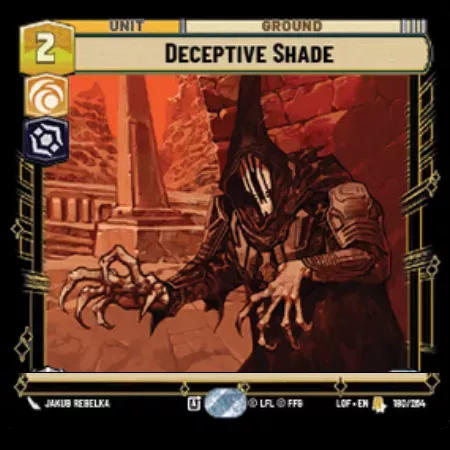 UNIT GROUND
2 DECEPTIVE SHADE
JAKUB REBELKA © LFL © FFG LOF • EN 180/264